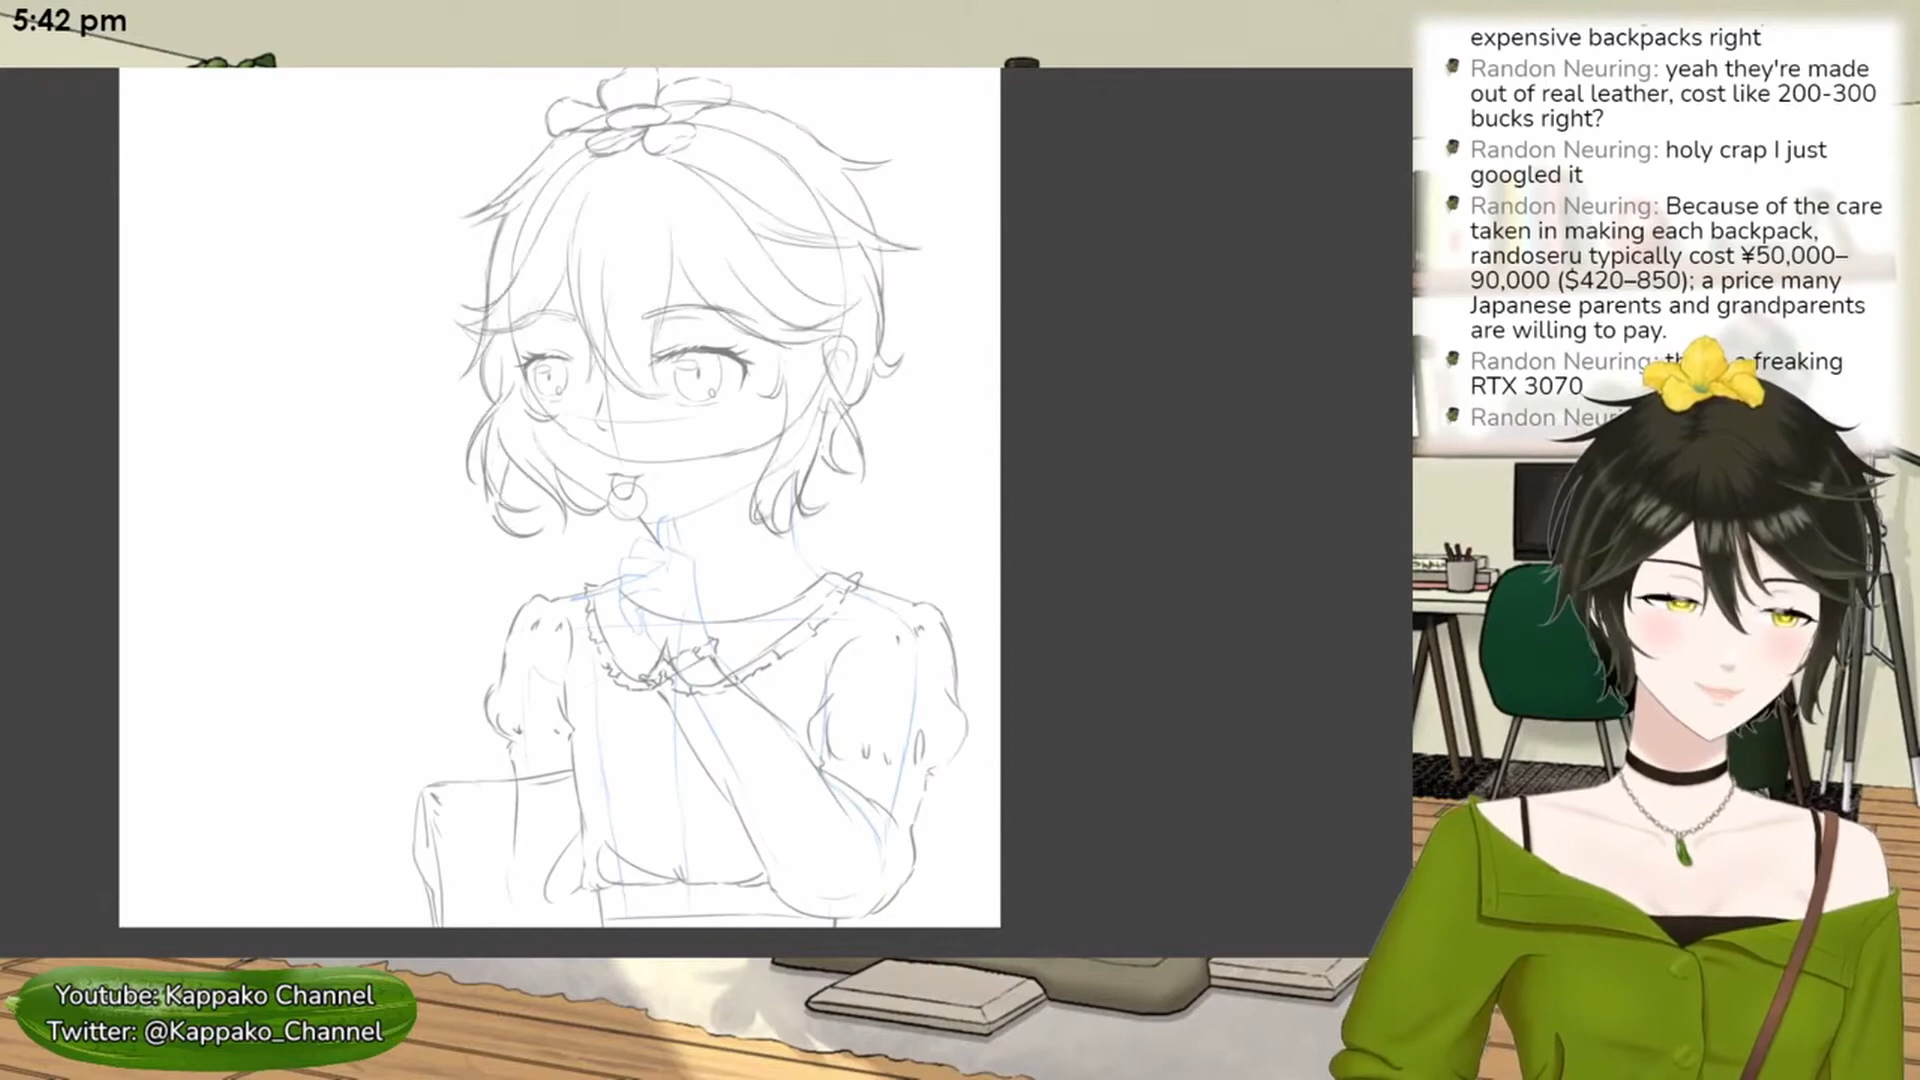 5:42 pm
expensive backpacks right
Randon Neuring: yeah they're made
out of real leather, cost like 200-300
bucks right?
Randon Neuring: holy crap I just
googled it
Randon Neuring: Because of the care
taken in making each backpack,
randoseru typically cost ¥50,000–
90,000 ($420–850); a price many
Japanese parents and grandparents
are willing to pay.
Randon Neuring: freaking
RTX 3070
Randon
Youtube: Kappako Channel
Twitter: @Kappako_Channel